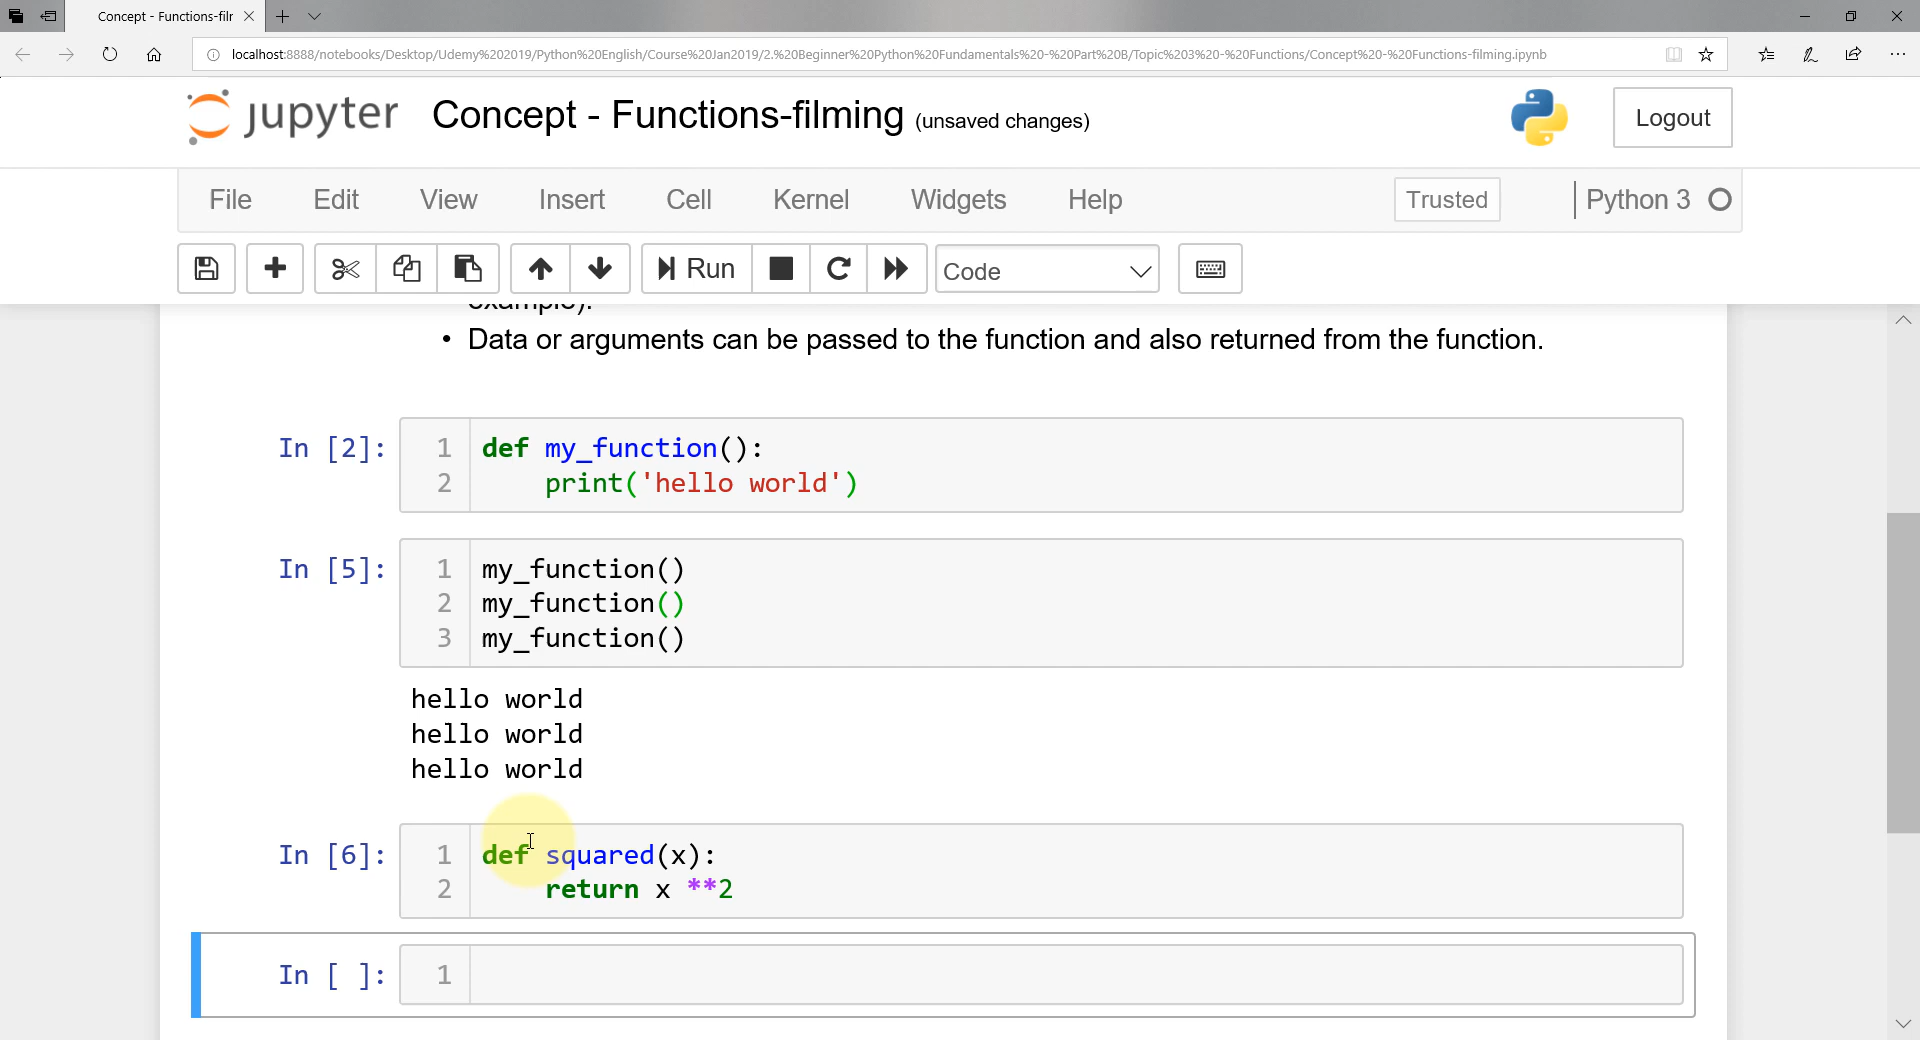 Concept - Functions-filr
localhost:8888/notebooks/Desktop/Udemy%202019/Python%20English/Course%20Jan2019/2.%20Beginner%20Python%20Fundamentals%20-%20Part%20B/Topic%203%20-%20Functions/Concept%20-%20Functions-filming.ipynb
jupyter Concept - Functions-filming (unsaved changes) Logout
File Edit View Insert Cell Kernel Widgets Help Trusted Python 3
Run Code
example).
• Data or arguments can be passed to the function and also returned from the function.
In [2]: 1 def my_function():
2     print('hello world')
In [5]: 1 my_function()
2 my_function()
3 my_function()
hello world
hello world
hello world
In [6]: 1 def squared(x):
2     return x **2
In [ ]: 1